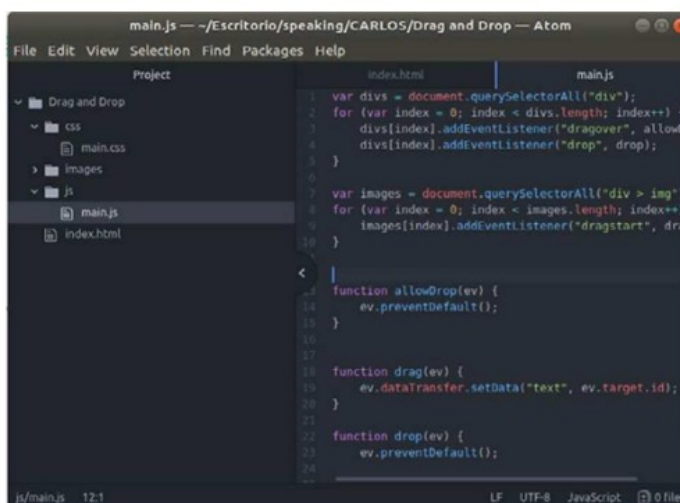 main.js — ~/Escritorio/speaking/CARLOS/Drag and Drop — Atom
File Edit View Selection Find Packages Help
Project
Drag and Drop
css
main.css
images
js
main.js
index.html
index.html main.js
1 var divs = document.querySelectorAll("div");
2 for (var index = 0; index < divs.length; index++)
3 divs[index].addEventListener("dragover",
4 divs[index].addEventListener("drop", drop);
5 }
6
7 var images = document.querySelectorAll("div > img"
8 for (var index = 0; index < images.length; index++
9 images[index].addEventListener("dragstart",
10 }
13 function allowDrop(ev) {
14 ev.preventDefault();
15 }
16
17
18 function drag(ev) {
19 ev.dataTransfer.setData("text", ev.target.id);
20 }
21
22 function drop(ev) {
23 ev.preventDefault();
24
js/main.js 12:1 LF UTF-8 JavaScript 0